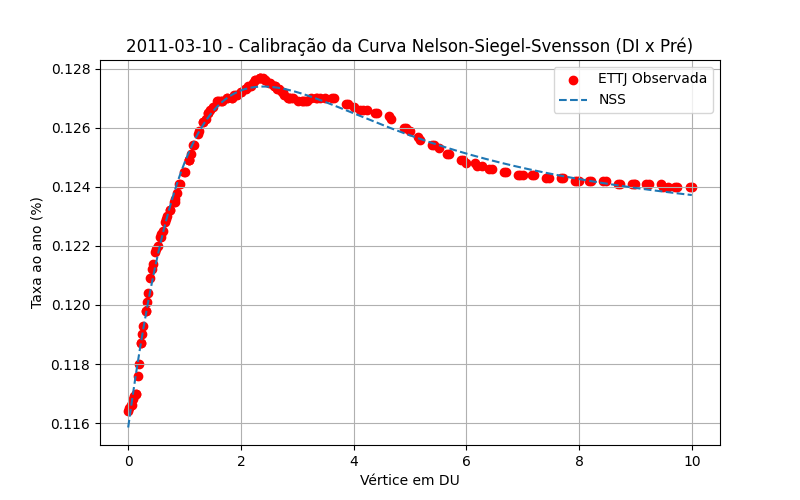 2011-03-10 - Calibração da Curva Nelson-Siegel-Svensson (DI x Pré)
ETTJ Observada
NSS
Taxa ao ano (%)
0.128
0.126
0.124
0.122
0.120
0.118
0.116
0 2 4 6 8 10
Vértice em DU